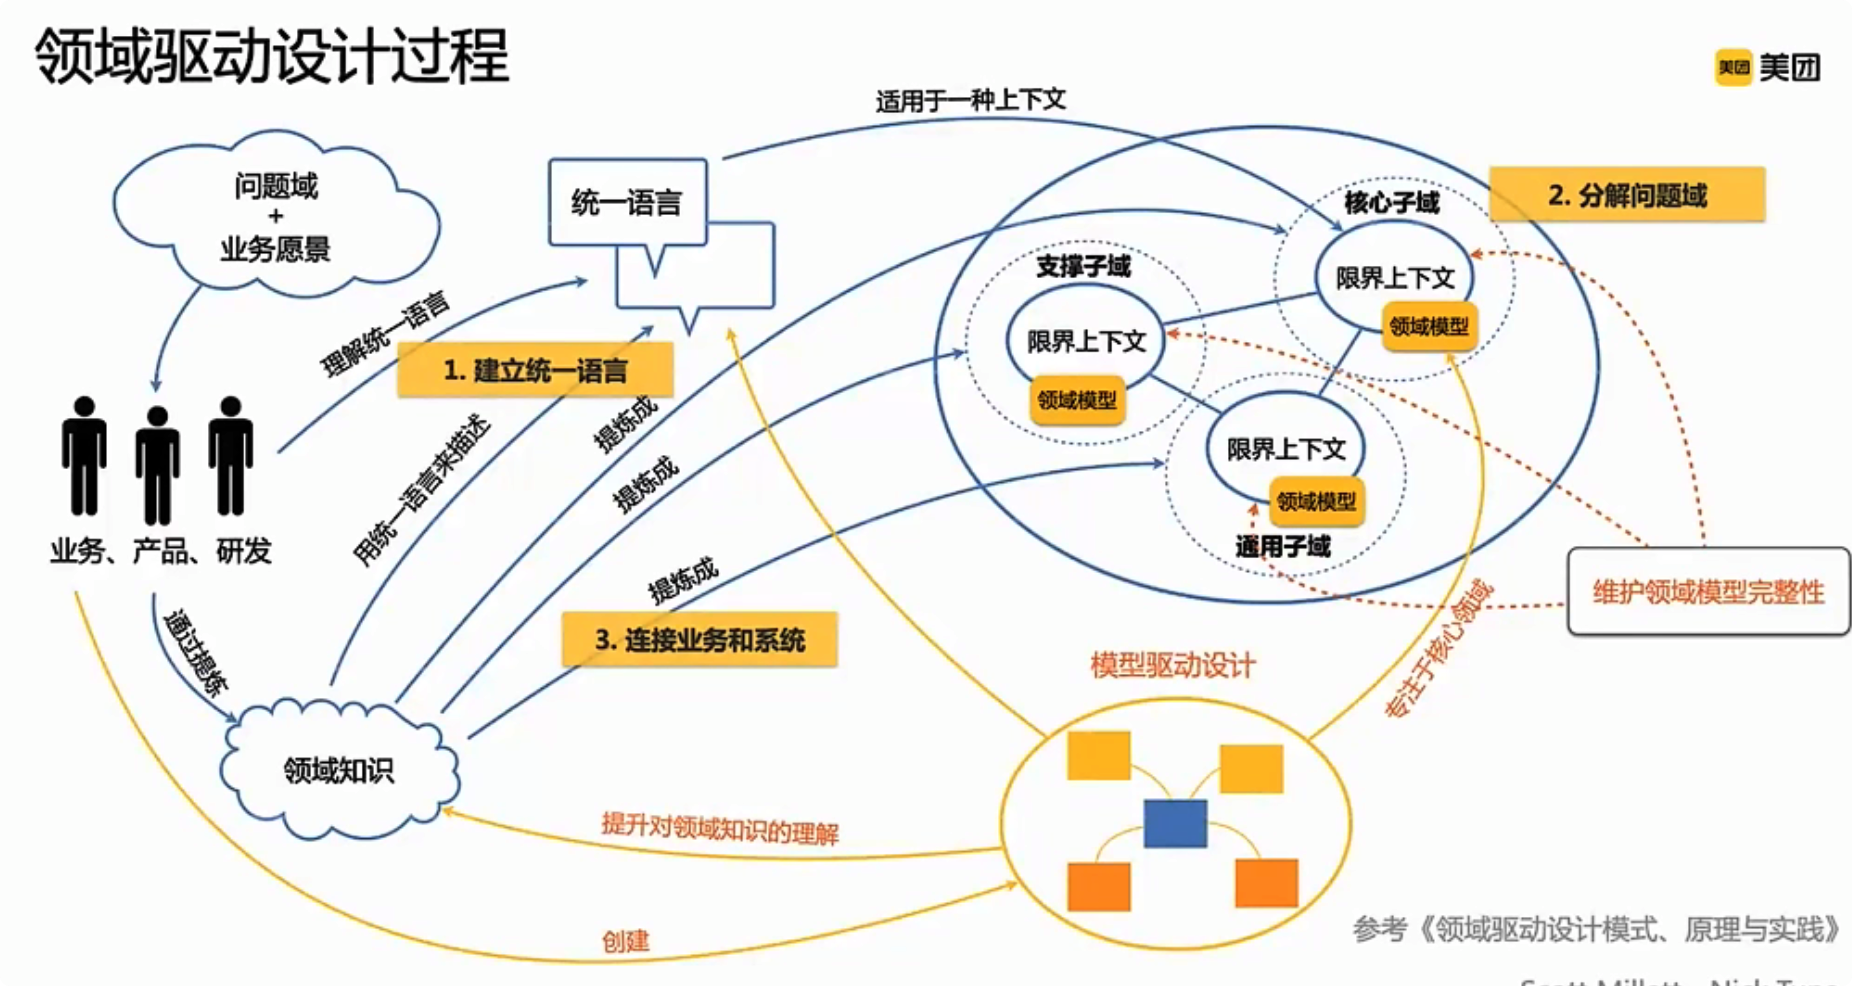 领域驱动设计过程
美团 美团
适用于一种上下文
问题域
+
业务愿景
统一语言
核心子域
2. 分解问题域
支撑子域
限界上下文
领域模型
限界上下文
领域模型
限界上下文
领域模型
通用子域
理解统一语言
1. 建立统一语言
用统一语言来描述
提炼成
提炼成
提炼成
业务、产品、研发
通过提炼
3. 连接业务和系统
维护领域模型完整性
专注于核心领域
模型驱动设计
领域知识
提升对领域知识的理解
创建
参考《领域驱动设计模式、原理与实践》